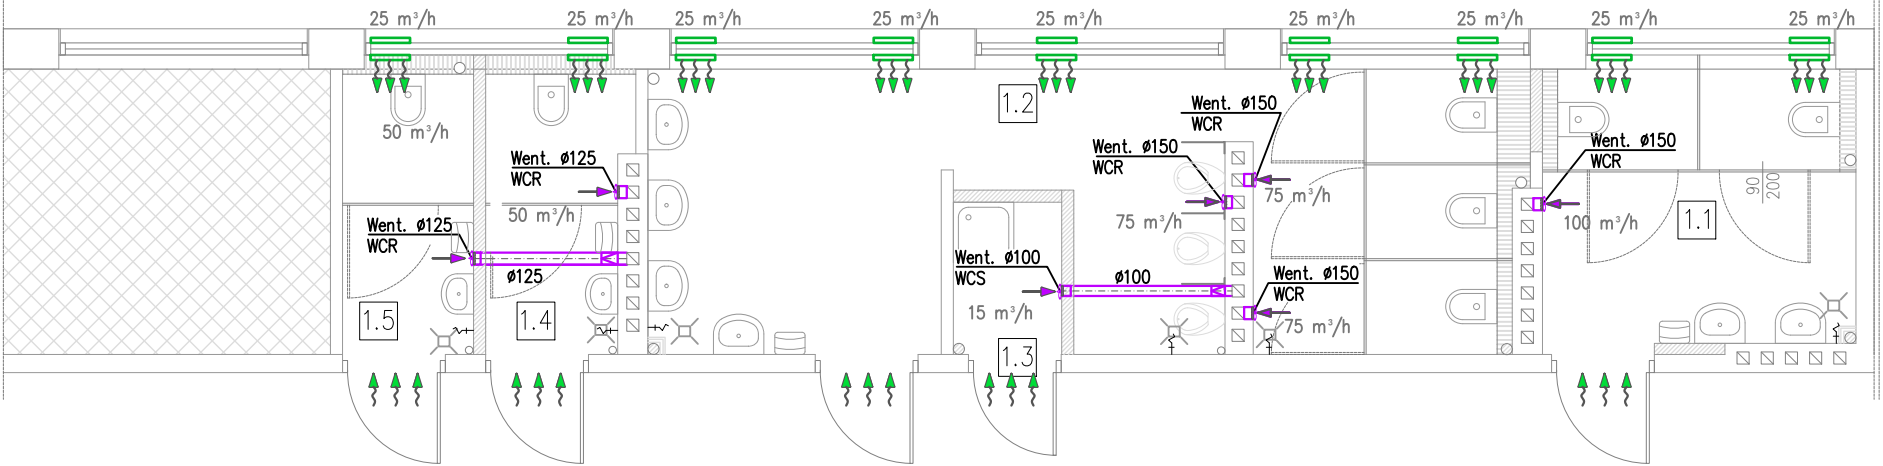 25 m³/h
25 m³/h
25 m³/h
25 m³/h
25 m³/h
25 m³/h
25 m³/h
25 m³/h
25 m³/h
1.2
Went. ø150
WCR
50 m³/h
Went. ø150
WCR
Went. ø150
WCR
Went. ø125
WCR
90
200
75 m³/h
50 m³/h
75 m³/h
100 m³/h
1.1
Went. ø125
WCR
Went. ø100
WCS
ø125
ø100
Went. ø150
WCR
15 m³/h
75 m³/h
1.5
1.4
1.3